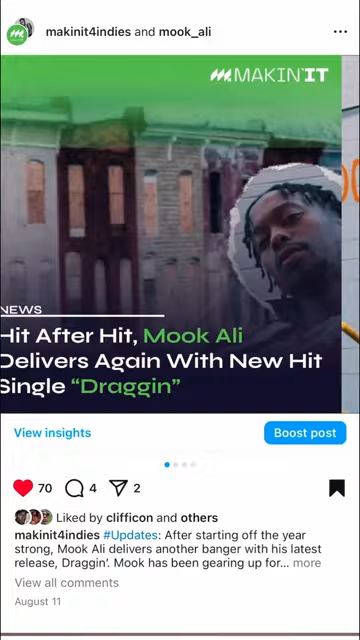 makinit4indies and mook_ali
MAKIN'IT
NEWS
Hit After Hit, Mook Ali
Delivers Again With New Hit
Single “Draggin”
View insights
Boost post
70 4 2
Liked by clifficon and others
makinit4indies #Updates: After starting off the year
strong, Mook Ali delivers another banger with his latest
release, Draggin’. Mook has been gearing up for... more
View all comments
August 11